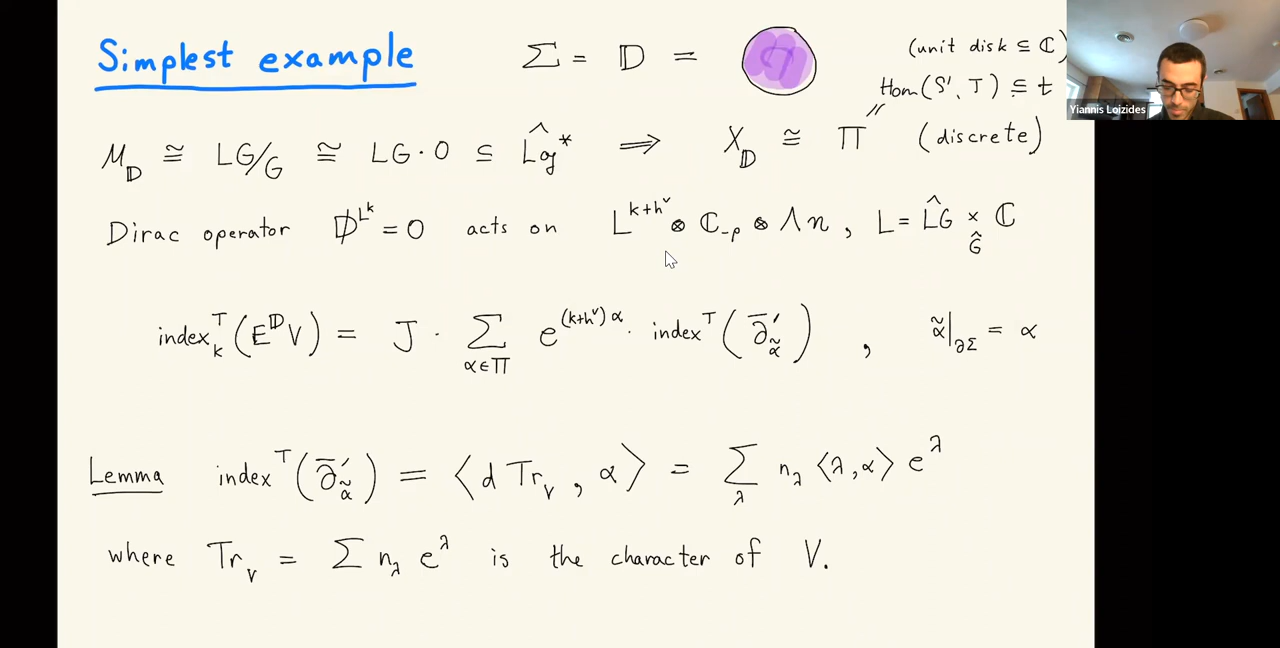 Simplest example
Σ = 𝔻 =
(unit disk ⊆ ℂ)
Hom(S¹, T) ⊆ t
Yiannis Loizides
M_𝔻 ≅ LG/G ≅ LG·0 ⊆ L̂g* ⟹ X_𝔻 ≅ Π (discrete)
Dirac operator D̸^{L^k} = 0 acts on L^{k+h^∨} ⊗ ℂ_{-ρ} ⊗ Λn, L = L̂G ×_Ĝ ℂ
index^T_k (E^𝔻 V) = J · Σ_{α∈Π} e^{(k+h^∨)α} · index^T (∂̄'_α̃), α̃|_{∂Σ} = α
Lemma index^T (∂̄'_α̃) = ⟨d Tr_V, α⟩ = Σ_λ n_λ ⟨λ, α⟩ e^λ
where Tr_V = Σ n_λ e^λ is the character of V.